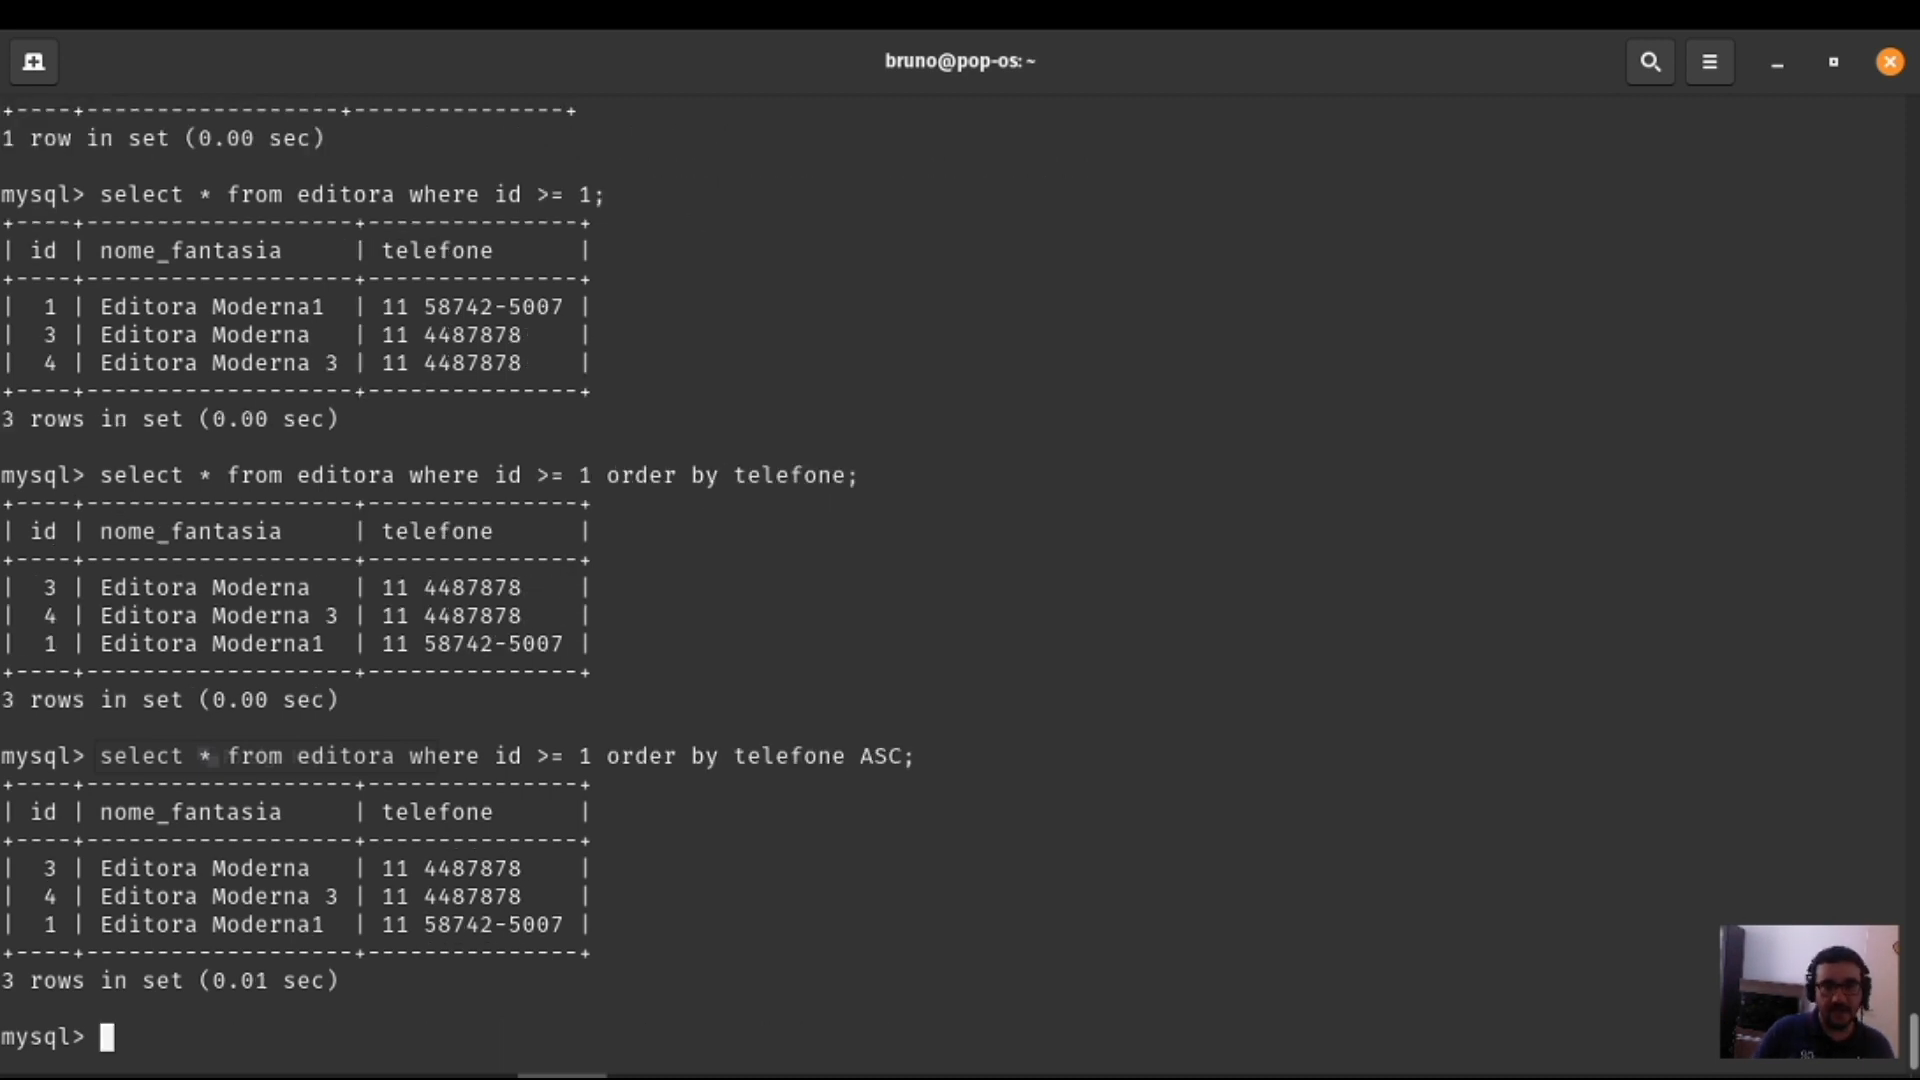 bruno@pop-os: ~
+----+------------------+---------------+
1 row in set (0.00 sec)
mysql> select * from editora where id >= 1;
+----+-------------------+---------------+
| id | nome_fantasia     | telefone      |
+----+-------------------+---------------+
|  1 | Editora Moderna1  | 11 58742-5007 |
|  3 | Editora Moderna   | 11 4487878    |
|  4 | Editora Moderna 3 | 11 4487878    |
+----+-------------------+---------------+
3 rows in set (0.00 sec)
mysql> select * from editora where id >= 1 order by telefone;
+----+-------------------+---------------+
| id | nome_fantasia     | telefone      |
+----+-------------------+---------------+
|  3 | Editora Moderna   | 11 4487878    |
|  4 | Editora Moderna 3 | 11 4487878    |
|  1 | Editora Moderna1  | 11 58742-5007 |
+----+-------------------+---------------+
3 rows in set (0.00 sec)
mysql> select * from editora where id >= 1 order by telefone ASC;
+----+-------------------+---------------+
| id | nome_fantasia     | telefone      |
+----+-------------------+---------------+
|  3 | Editora Moderna   | 11 4487878    |
|  4 | Editora Moderna 3 | 11 4487878    |
|  1 | Editora Moderna1  | 11 58742-5007 |
+----+-------------------+---------------+
3 rows in set (0.01 sec)
mysql>